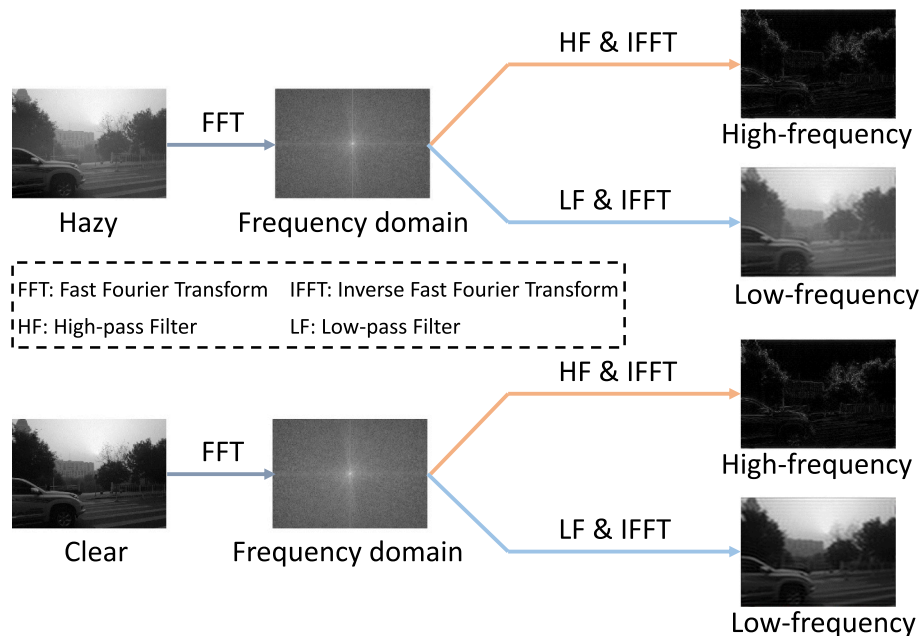 HF & IFFT
High-frequency
FFT
Hazy
Frequency domain
LF & IFFT
Low-frequency
FFT: Fast Fourier Transform IFFT: Inverse Fast Fourier Transform
HF: High-pass Filter LF: Low-pass Filter
HF & IFFT
High-frequency
FFT
Clear
Frequency domain
LF & IFFT
Low-frequency